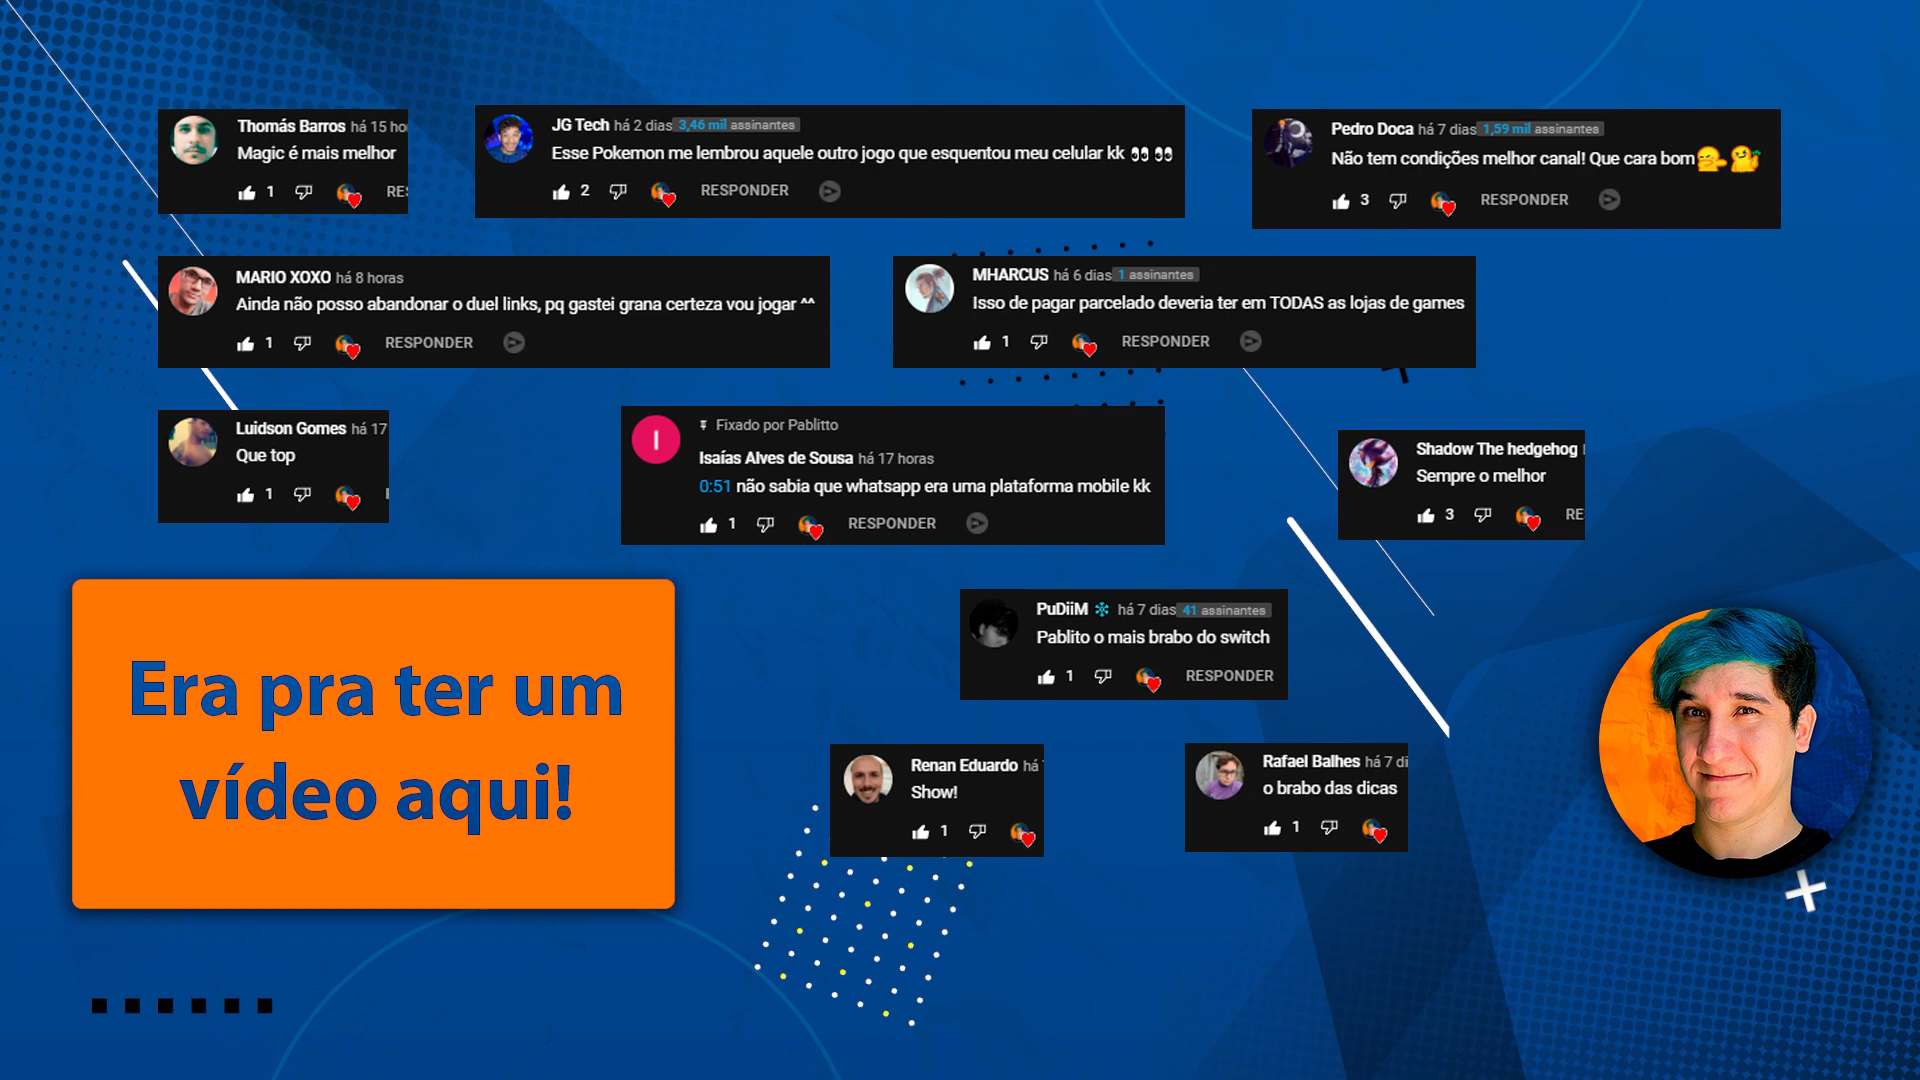 Thomás Barros há 15 ho
Magic é mais melhor
1
RES
JG Tech há 2 dias 3,46 mil assinantes
Esse Pokemon me lembrou aquele outro jogo que esquentou meu celular kk 👀 👀
2 RESPONDER
Pedro Doca há 7 dias 1,59 mil assinantes
Não tem condições melhor canal! Que cara bom
3 RESPONDER
MARIO XOXO há 8 horas
Ainda não posso abandonar o duel links, pq gastei grana certeza vou jogar ^^
1 RESPONDER
MHARCUS há 6 dias 1 assinantes
Isso de pagar parcelado deveria ter em TODAS as lojas de games
1 RESPONDER
Luidson Gomes há 17
Que top
1
I
Fixado por Pablitto
Isaías Alves de Sousa há 17 horas
0:51 não sabia que whatsapp era uma plataforma mobile kk
1 RESPONDER
Shadow The hedgehog
Sempre o melhor
3 RE
PuDiiM ❄ há 7 dias 41 assinantes
Pablito o mais brabo do switch
1 RESPONDER
Era pra ter um
vídeo aqui!
Renan Eduardo há
Show!
1
Rafael Balhes há 7 di
o brabo das dicas
1